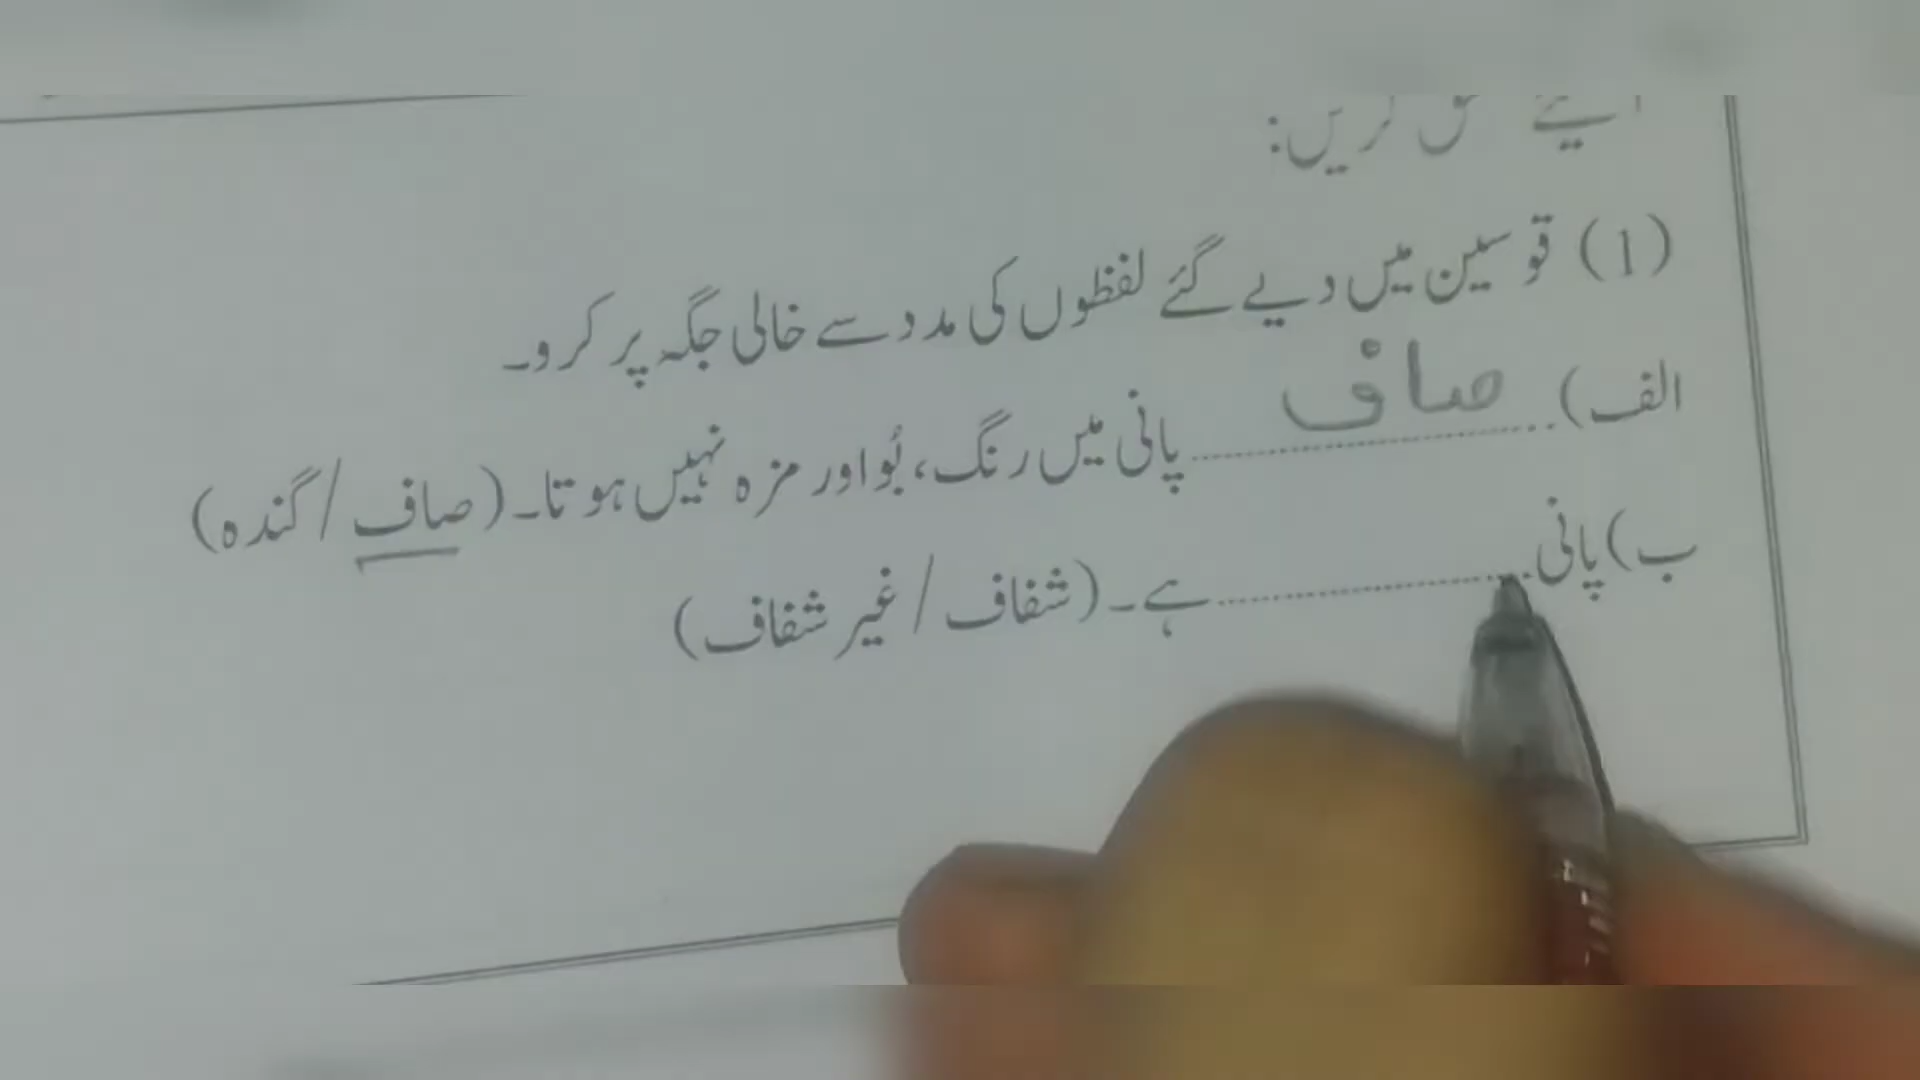 کریں:
(1) قوسین میں دیے گئے لفظوں کی مدد سے خالی جگہ پر کرو۔
الف) صاف پانی میں رنگ، بُو اور مزہ نہیں ہوتا۔ (صاف / گندہ)
ب) پانی ہے۔ (شفاف / غیر شفاف)